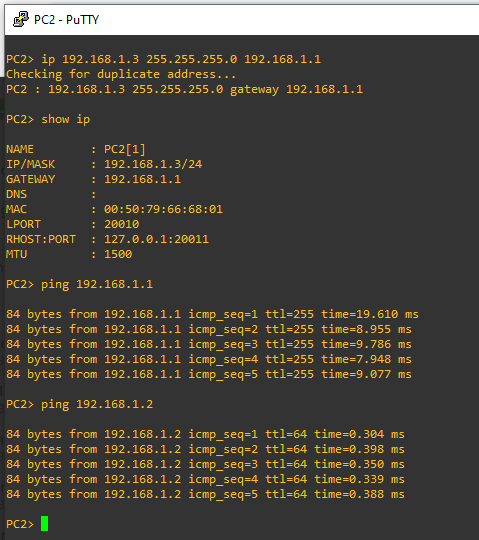 PC2 - PuTTY
PC2> ip 192.168.1.3 255.255.255.0 192.168.1.1
Checking for duplicate address...
PC2 : 192.168.1.3 255.255.255.0 gateway 192.168.1.1
PC2> show ip
NAME        : PC2[1]
IP/MASK     : 192.168.1.3/24
GATEWAY     : 192.168.1.1
DNS         :
MAC         : 00:50:79:66:68:01
LPORT       : 20010
RHOST:PORT  : 127.0.0.1:20011
MTU         : 1500
PC2> ping 192.168.1.1
84 bytes from 192.168.1.1 icmp_seq=1 ttl=255 time=19.610 ms
84 bytes from 192.168.1.1 icmp_seq=2 ttl=255 time=8.955 ms
84 bytes from 192.168.1.1 icmp_seq=3 ttl=255 time=9.786 ms
84 bytes from 192.168.1.1 icmp_seq=4 ttl=255 time=7.948 ms
84 bytes from 192.168.1.1 icmp_seq=5 ttl=255 time=9.077 ms
PC2> ping 192.168.1.2
84 bytes from 192.168.1.2 icmp_seq=1 ttl=64 time=0.304 ms
84 bytes from 192.168.1.2 icmp_seq=2 ttl=64 time=0.398 ms
84 bytes from 192.168.1.2 icmp_seq=3 ttl=64 time=0.350 ms
84 bytes from 192.168.1.2 icmp_seq=4 ttl=64 time=0.339 ms
84 bytes from 192.168.1.2 icmp_seq=5 ttl=64 time=0.388 ms
PC2>